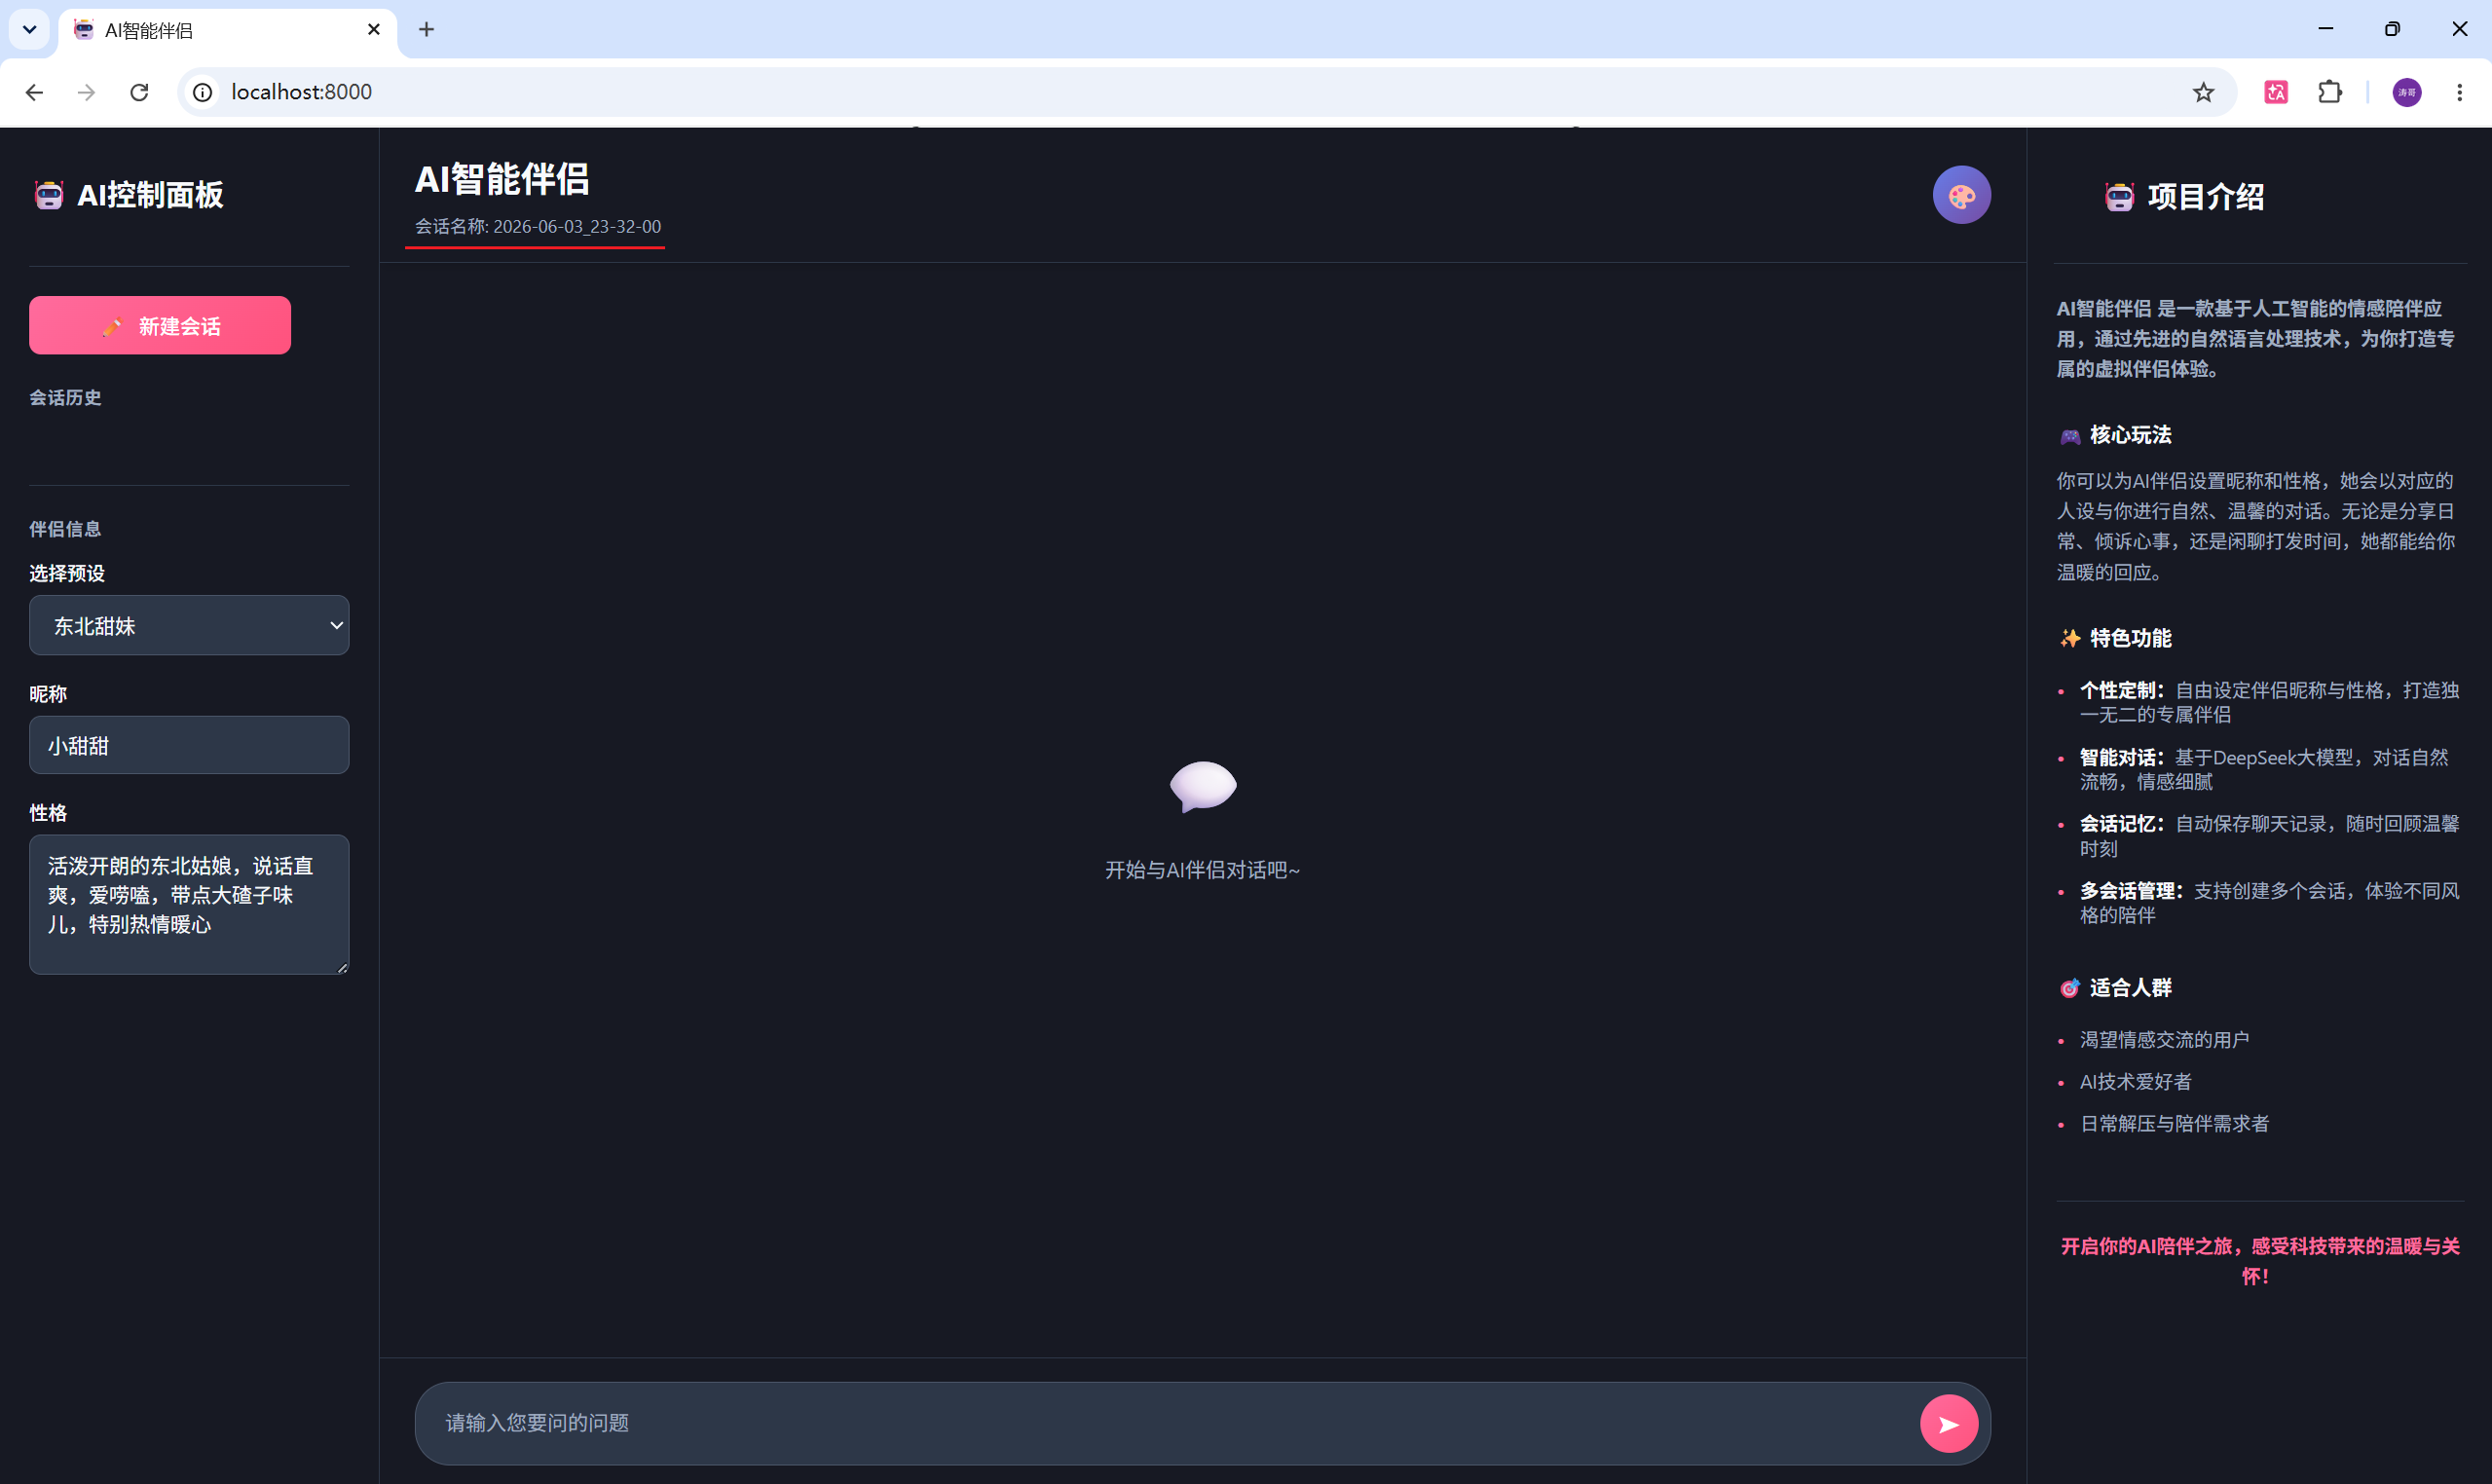 AI智能伴侣
localhost:8000
涛哥
AI控制面板
新建会话
会话历史
伴侣信息
选择预设
东北甜妹
昵称
小甜甜
性格
活泼开朗的东北姑娘，说话直
爽，爱唠嗑，带点大碴子味
儿，特别热情暖心
AI智能伴侣
会话名称: 2026-06-03_23-32-00
开始与AI伴侣对话吧~
请输入您要问的问题
项目介绍
AI智能伴侣 是一款基于人工智能的情感陪伴应
用，通过先进的自然语言处理技术，为你打造专
属的虚拟伴侣体验。
核心玩法
你可以为AI伴侣设置昵称和性格，她会以对应的
人设与你进行自然、温馨的对话。无论是分享日
常、倾诉心事，还是闲聊打发时间，她都能给你
温暖的回应。
特色功能
• 个性定制：自由设定伴侣昵称与性格，打造独
一无二的专属伴侣
• 智能对话：基于DeepSeek大模型，对话自然
流畅，情感细腻
• 会话记忆：自动保存聊天记录，随时回顾温馨
时刻
• 多会话管理：支持创建多个会话，体验不同风
格的陪伴
适合人群
• 渴望情感交流的用户
• AI技术爱好者
• 日常解压与陪伴需求者
开启你的AI陪伴之旅，感受科技带来的温暖与关
怀！